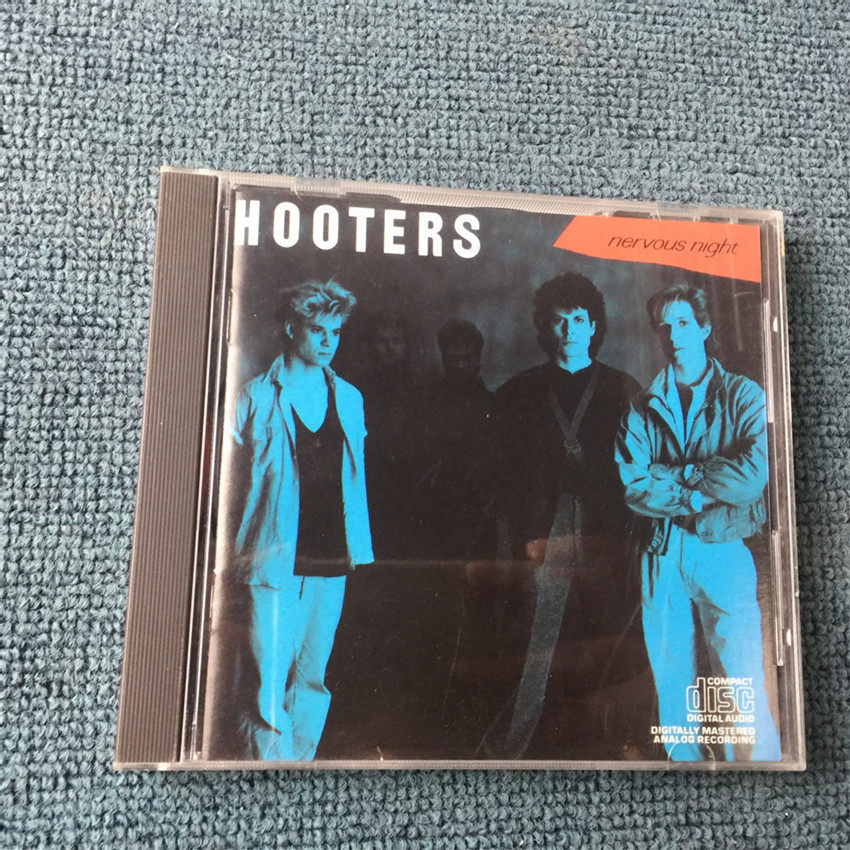 HOOTERS
nervous night
COMPACT
disc
DIGITAL AUDIO
DIGITALLY MASTERED
ANALOG RECORDING